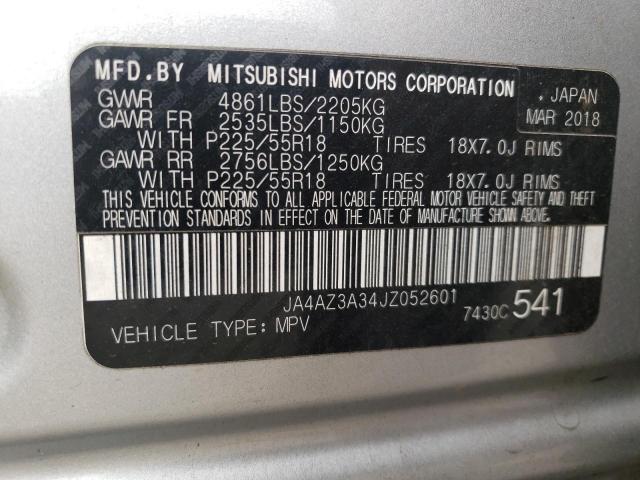 MFD.BY MITSUBISHI MOTORS CORPORATION , JAPAN
GVWR 4861LBS/2205KG MAR 2018
GAWR FR 2535LBS/1150KG
WITH P225/55R18 TIRES 18X7.0J RIMS
GAWR RR 2756LBS/1250KG
WITH P225/55R18 TIRES 18X7.0J RIMS
THIS VEHICLE CONFORMS TO ALL APPLICABLE FEDERAL MOTOR VEHICLE SAFETY AND THEFT
PREVENTION STANDARDS IN EFFECT ON THE DATE OF MANUFACTURE SHOWN ABOVE.
JA4AZ3A34JZ052601
VEHICLE TYPE: MPV 7430C 541